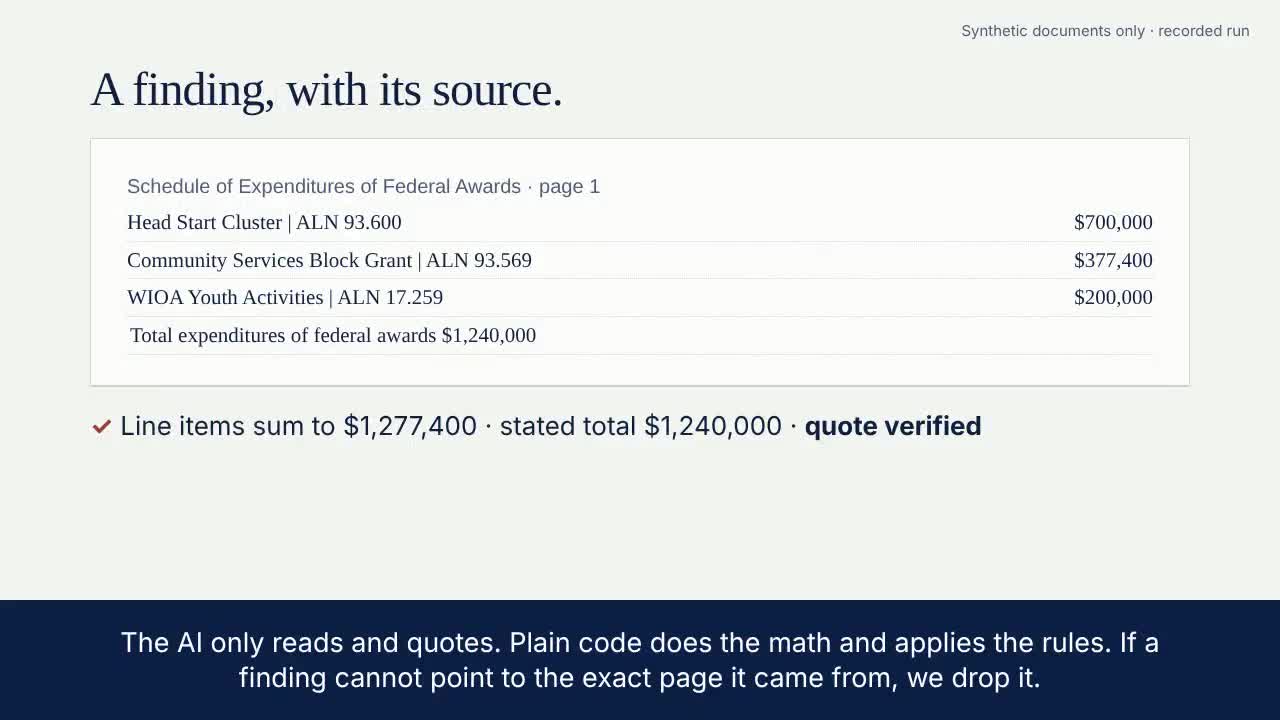 Synthetic documents only · recorded run
A finding, with its source.
Schedule of Expenditures of Federal Awards · page 1
Head Start Cluster | ALN 93.600 $700,000
Community Services Block Grant | ALN 93.569 $377,400
WIOA Youth Activities | ALN 17.259 $200,000
Total expenditures of federal awards $1,240,000
✓ Line items sum to $1,277,400 · stated total $1,240,000 · quote verified
The AI only reads and quotes. Plain code does the math and applies the rules. If a
finding cannot point to the exact page it came from, we drop it.